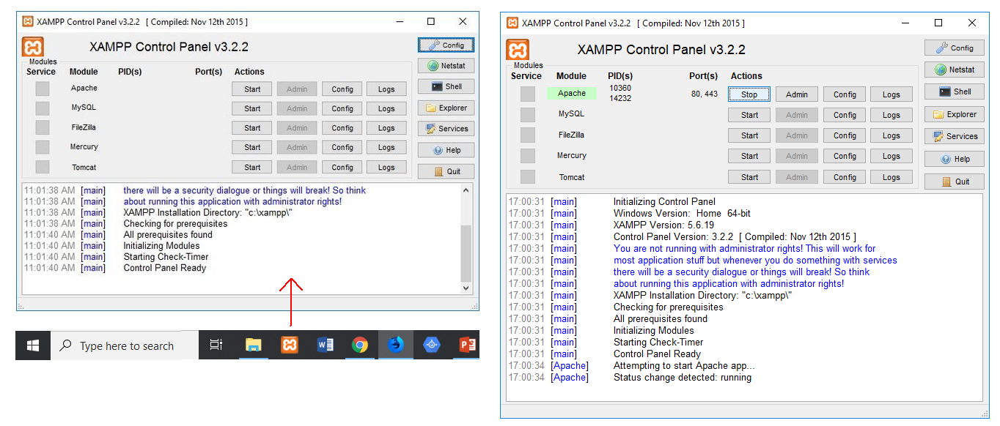 XAMPP Control Panel v3.2.2 [ Compiled: Nov 12th 2015 ]
XAMPP Control Panel v3.2.2
Config
Modules
Service Module PID(s) Port(s) Actions
Netstat
Apache Start Admin Config Logs
Shell
MySQL Start Admin Config Logs
Explorer
FileZilla Start Admin Config Logs
Services
Mercury Start Admin Config Logs
Help
Tomcat Start Admin Config Logs
Quit
11:01:38 AM [main] there will be a security dialogue or things will break! So think
11:01:38 AM [main] about running this application with administrator rights!
11:01:38 AM [main] XAMPP Installation Directory: "c:\xampp\"
11:01:38 AM [main] Checking for prerequisites
11:01:40 AM [main] All prerequisites found
11:01:40 AM [main] Initializing Modules
11:01:40 AM [main] Starting Check-Timer
11:01:40 AM [main] Control Panel Ready
Type here to search
W
P
XAMPP Control Panel v3.2.2 [ Compiled: Nov 12th 2015 ]
XAMPP Control Panel v3.2.2
Config
Modules
Service Module PID(s) Port(s) Actions
Netstat
Apache 10360 80, 443 Stop Admin Config Logs
14232
Shell
MySQL Start Admin Config Logs
Explorer
FileZilla Start Admin Config Logs
Services
Mercury Start Admin Config Logs
Help
Tomcat Start Admin Config Logs
Quit
17:00:31 [main] Initializing Control Panel
17:00:31 [main] Windows Version: Home 64-bit
17:00:31 [main] XAMPP Version: 5.6.19
17:00:31 [main] Control Panel Version: 3.2.2 [ Compiled: Nov 12th 2015 ]
17:00:31 [main] You are not running with administrator rights! This will work for
17:00:31 [main] most application stuff but whenever you do something with services
17:00:31 [main] there will be a security dialogue or things will break! So think
17:00:31 [main] about running this application with administrator rights!
17:00:31 [main] XAMPP Installation Directory: "c:\xampp\"
17:00:31 [main] Checking for prerequisites
17:00:31 [main] All prerequisites found
17:00:31 [main] Initializing Modules
17:00:31 [main] Starting Check-Timer
17:00:31 [main] Control Panel Ready
17:00:34 [Apache] Attempting to start Apache app...
17:00:34 [Apache] Status change detected: running